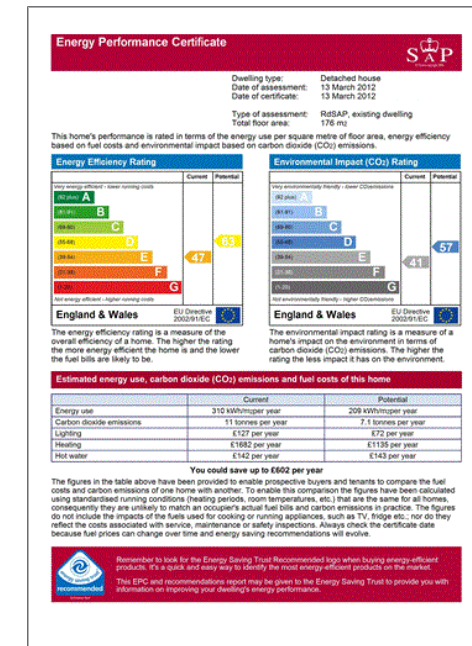 Energy Performance Certificate
SAP
Dwelling type: Detached house
Date of assessment: 13 March 2012
Date of certificate: 13 March 2012
Type of assessment: RdSAP, existing dwelling
Total floor area: 176 m2
This home's performance is rated in terms of the energy use per square metre of floor area, energy efficiency
based on fuel costs and environmental impact based on carbon dioxide (CO2) emissions.
Energy Efficiency Rating
Current Potential
Very energy efficient - lower running costs
(92 plus) A
(81-91) B
(69-80) C
(55-68) D
(39-54) E
(21-38) F
(1-20) G
47
63
Not energy efficient - higher running costs
England & Wales
EU Directive
2002/91/EC
The energy efficiency rating is a measure of the
overall efficiency of a home. The higher the rating
the more energy efficient the home is and the lower
the fuel bills are likely to be.
Environmental Impact (CO2) Rating
Current Potential
Very environmentally friendly - lower CO2 emissions
(92 plus) A
(81-91) B
(69-80) C
(55-68) D
(39-54) E
(21-38) F
(1-20) G
41
57
Not environmentally friendly - higher CO2 emissions
England & Wales
EU Directive
2002/91/EC
The environmental impact rating is a measure of a
home's impact on the environment in terms of
carbon dioxide (CO2) emissions. The higher the
rating the less impact it has on the environment.
Estimated energy use, carbon dioxide (CO2) emissions and fuel costs of this home
Current Potential
Energy use 310 kWh/m2per year 209 kWh/m2per year
Carbon dioxide emissions 11 tonnes per year 7.1 tonnes per year
Lighting £127 per year £72 per year
Heating £1682 per year £1135 per year
Hot water £142 per year £143 per year
You could save up to £602 per year
The figures in the table above have been provided to enable prospective buyers and tenants to compare the fuel
costs and carbon emissions of one home with another. To enable this comparison the figures have been calculated
using standardised running conditions (heating periods, room temperatures, etc.) that are the same for all homes,
consequently they are unlikely to match an occupier's actual fuel bills and carbon emissions in practice. The figures
do not include the impacts of the fuels used for cooking or running appliances, such as TV, fridge etc.; nor do they
reflect the costs associated with service, maintenance or safety inspections. Always check the certificate date
because fuel prices can change over time and energy saving recommendations will evolve.
energy saving trust
recommended
Remember to look for the Energy Saving Trust Recommended logo when buying energy-efficient
products. It's a quick and easy way to identify the most energy-efficient products on the market.
This EPC and recommendations report may be given to the Energy Saving Trust to provide you with
information on improving your dwelling's energy performance.